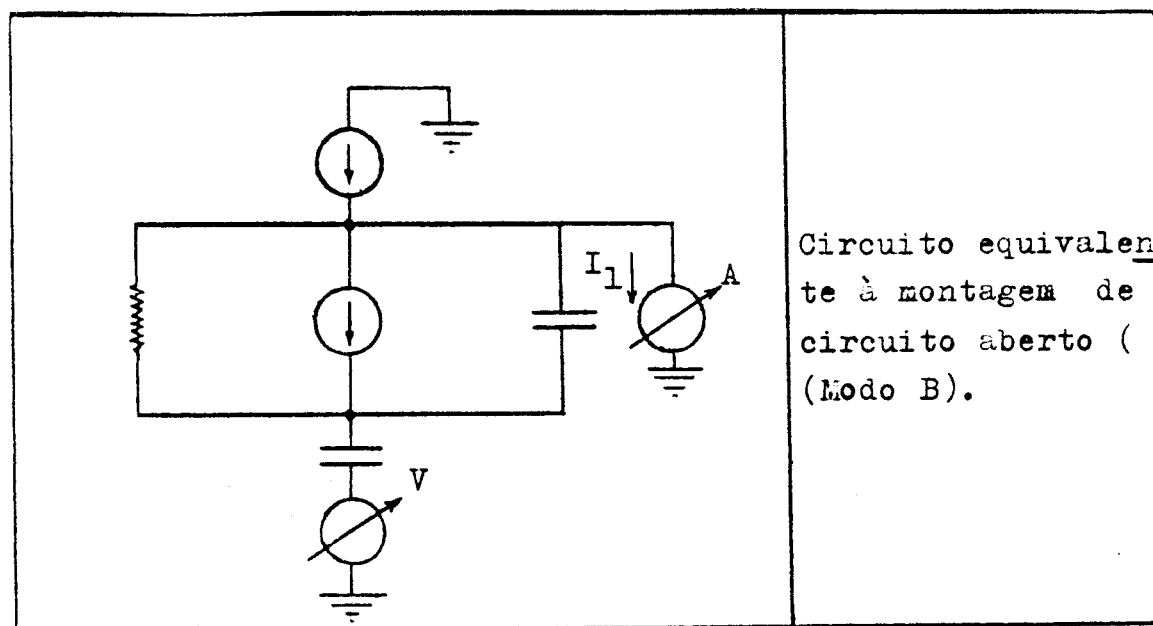 I1
A
V
Circuito equivalen
te à montagem de
circuito aberto (
(Modo B).